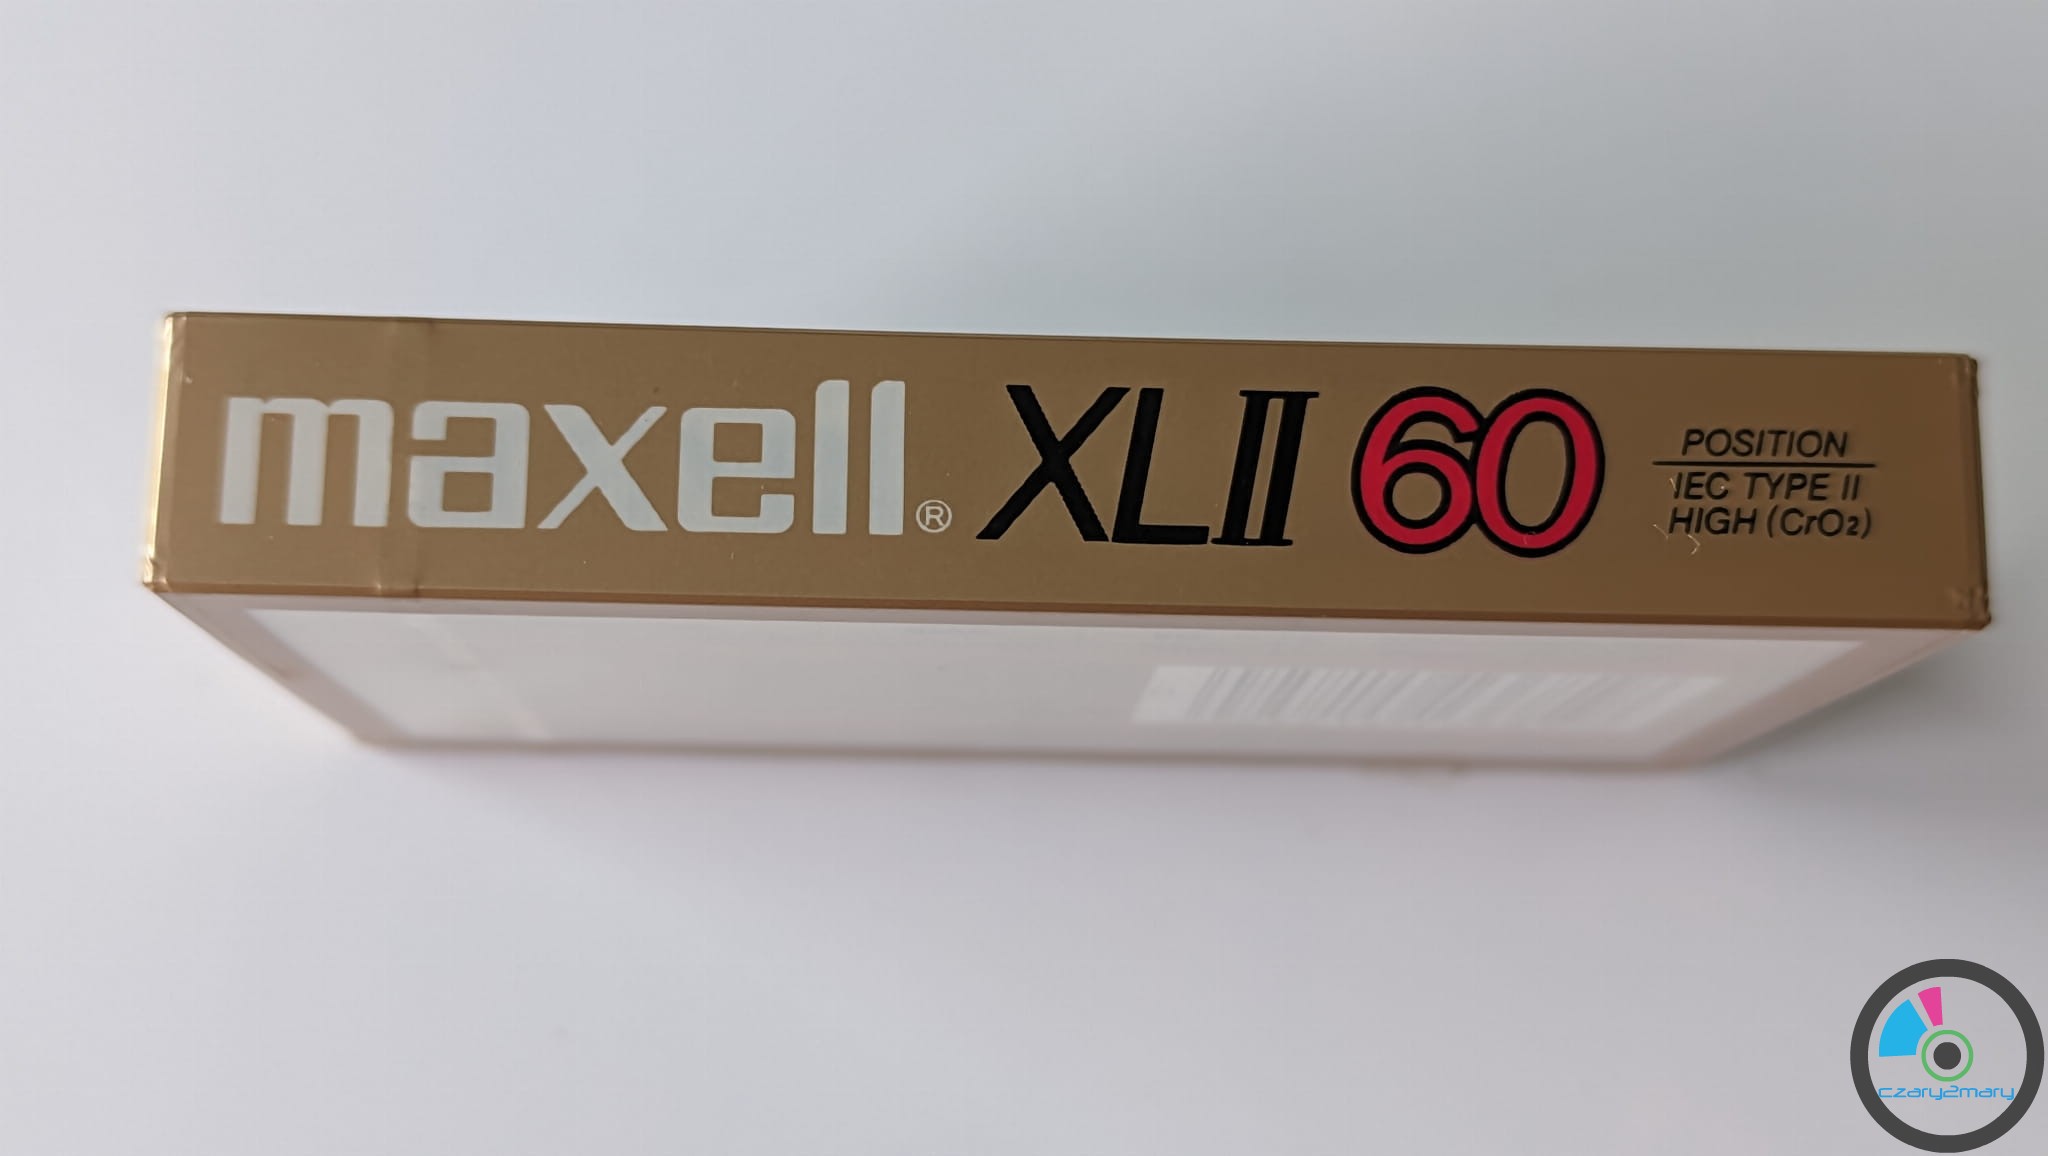 maxell® XLII 60
POSITION
IEC TYPE II
HIGH (CrO₂)
czary2mary